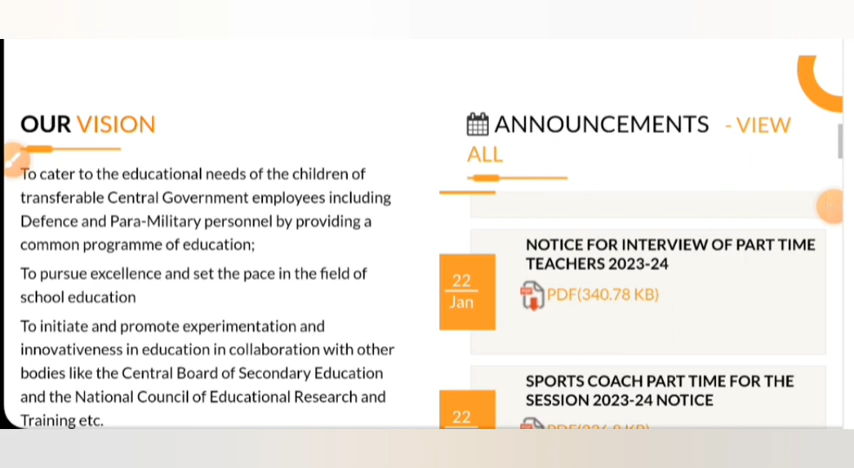 OUR VISION
To cater to the educational needs of the children of
transferable Central Government employees including
Defence and Para-Military personnel by providing a
common programme of education;
To pursue excellence and set the pace in the field of
school education
To initiate and promote experimentation and
innovativeness in education in collaboration with other
bodies like the Central Board of Secondary Education
and the National Council of Educational Research and
Training etc.
ANNOUNCEMENTS - VIEW
ALL
22
Jan
NOTICE FOR INTERVIEW OF PART TIME
TEACHERS 2023-24
PDF(340.78 KB)
22
SPORTS COACH PART TIME FOR THE
SESSION 2023-24 NOTICE